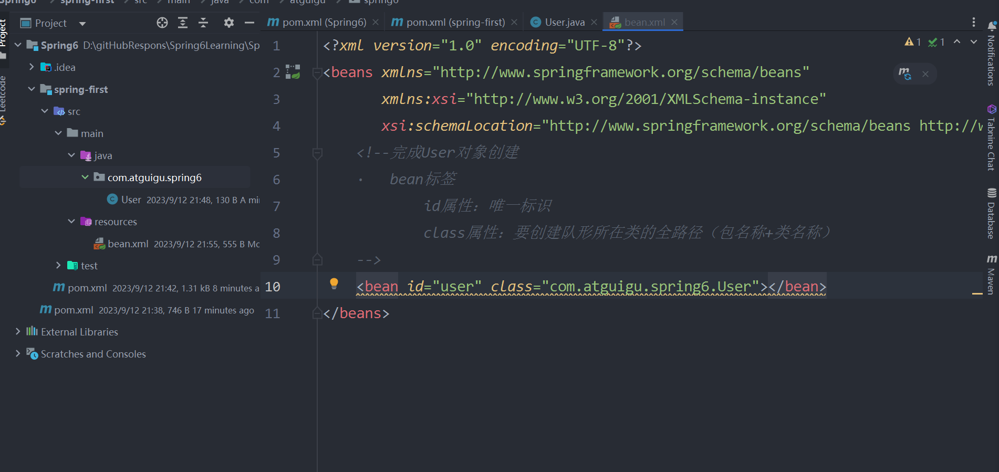 Spring6 spring-first src main java com atguigu spring6
Project
pom.xml (Spring6)
pom.xml (spring-first)
User.java
bean.xml
Project
Leetcode
Spring6 D:\gitHubRespons\Spring6Learning\Sp
.idea
spring-first
src
main
java
com.atguigu.spring6
User 2023/9/12 21:48, 130 B A mi
resources
bean.xml 2023/9/12 21:55, 555 B Mo
test
pom.xml 2023/9/12 21:42, 1.31 kB 8 minutes a
pom.xml 2023/9/12 21:38, 746 B 17 minutes ago
External Libraries
Scratches and Consoles
1 <?xml version="1.0" encoding="UTF-8"?>
2 <beans xmlns="http://www.springframework.org/schema/beans"
3 xmlns:xsi="http://www.w3.org/2001/XMLSchema-instance"
4 xsi:schemaLocation="http://www.springframework.org/schema/beans http://w
5 <!--完成User对象创建
6 bean标签
7 id属性：唯一标识
8 class属性：要创建队形所在类的全路径（包名称+类名称）
9 -->
10 <bean id="user" class="com.atguigu.spring6.User"></bean>
11 </beans>
1 1
Notifications
Tabnine Chat
Database
Maven